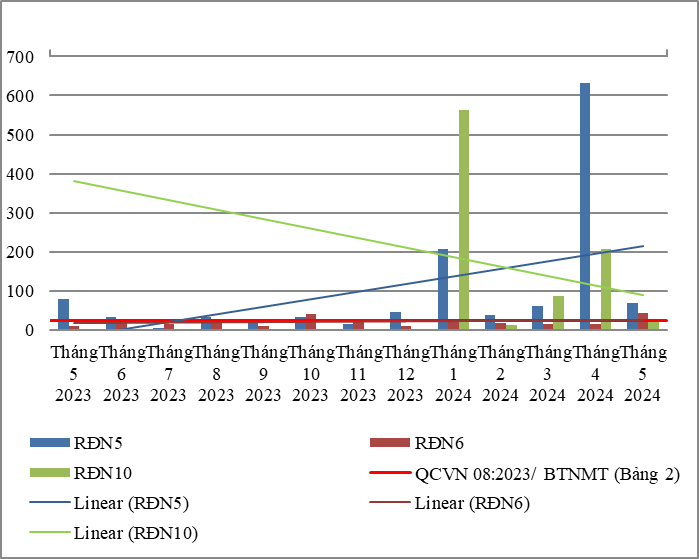 700
600
500
400
300
200
100
0
Tháng Tháng Tháng Tháng Tháng Tháng Tháng Tháng Tháng Tháng Tháng Tháng Tháng
5 6 7 8 9 10 11 12 1 2 3 4 5
2023 2023 2023 2023 2023 2023 2023 2023 2024 2024 2024 2024 2024
RĐN5 RĐN6
RĐN10 QCVN 08:2023/ BTNMT (Bảng 2)
Linear (RĐN5) Linear (RĐN6)
Linear (RĐN10)